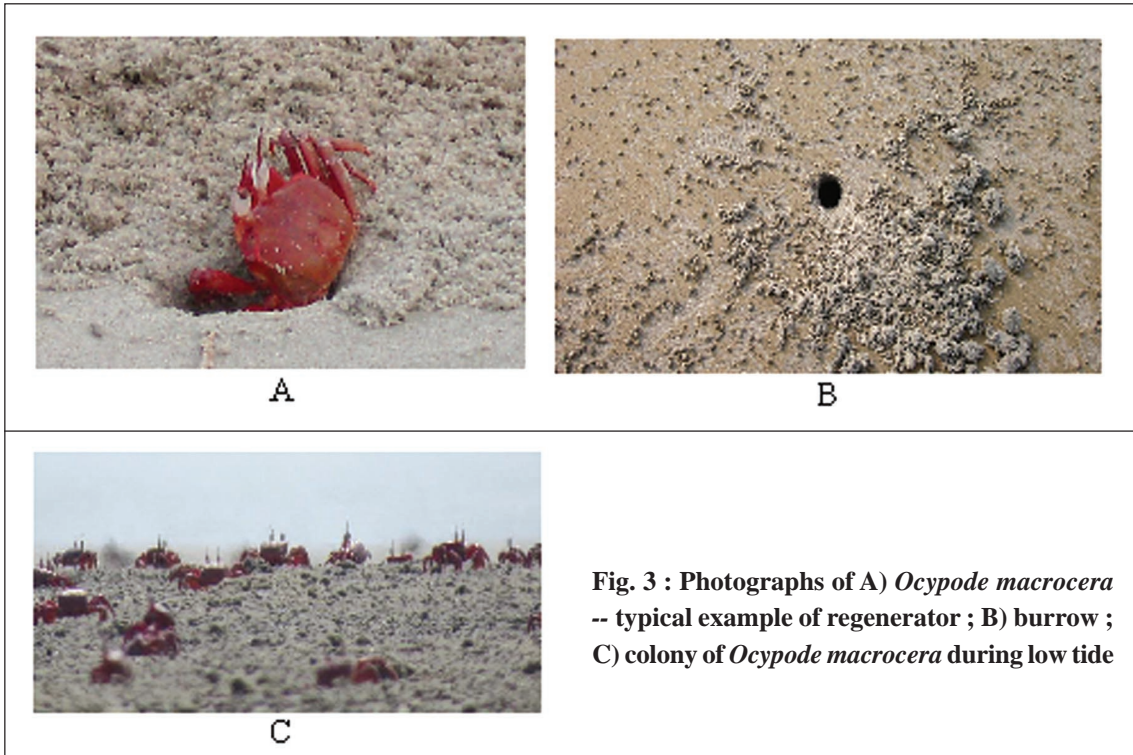 A
B
C
Fig. 3 : Photographs of A) Ocypode macrocera
-- typical example of regenerator ; B) burrow ;
C) colony of Ocypode macrocera during low tide